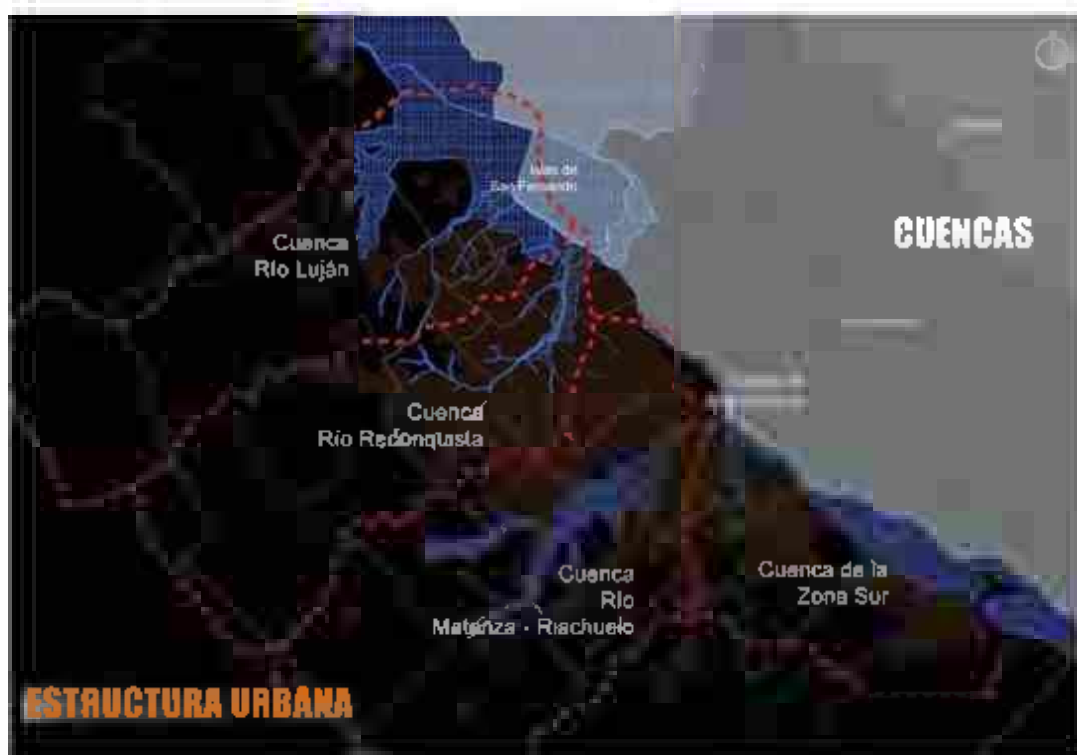 Islas de
San Fernando
CUENCAS
Cuenca
Río Luján
Cuenca
Río Redonquista
Cuenca
Río
Matanza - Riachuelo
Cuenca de la
Zona Sur
ESTRUCTURA URBANA